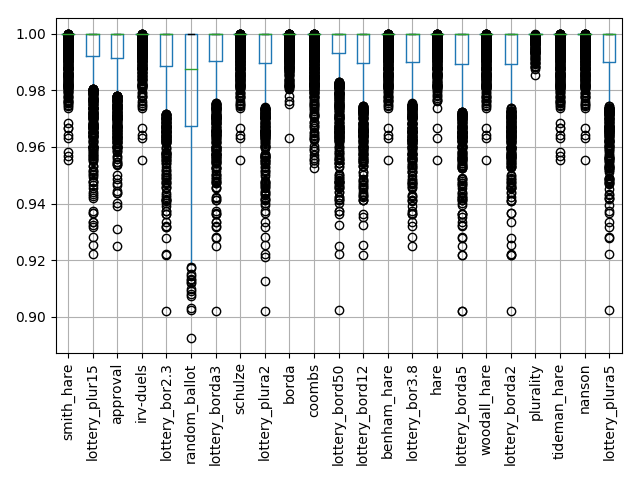 1.00
0.98
0.96
0.94
0.92
0.90
smith_hare
lottery_plur15
approval
irv-duels
lottery_bor2.3
random_ballot
lottery_borda3
schulze
lottery_plura2
borda
coombs
lottery_bord50
lottery_bord12
benham_hare
lottery_bor3.8
hare
lottery_borda5
woodall_hare
lottery_borda2
plurality
tideman_hare
nanson
lottery_plura5